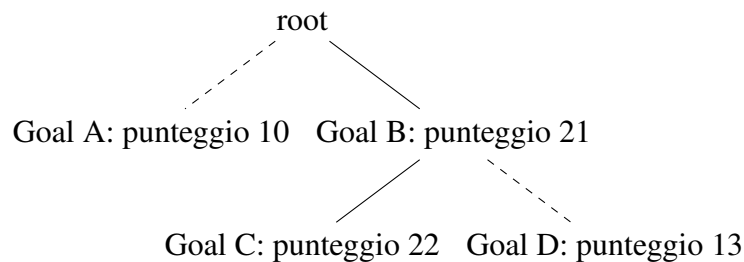 root
Goal A: punteggio 10 Goal B: punteggio 21
Goal C: punteggio 22 Goal D: punteggio 13